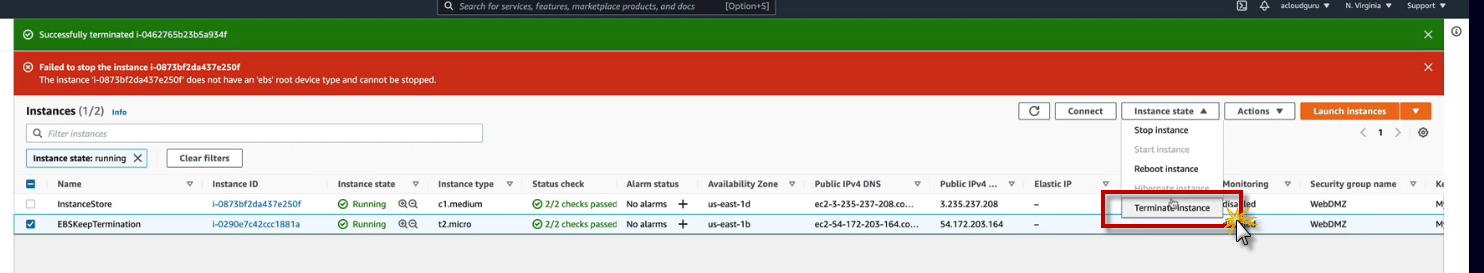 Search for services, features, marketplace products, and docs [Option+S] acloudguru ▼ N. Virginia ▼ Support ▼
Successfully terminated i-0462765b23b5a934f
Failed to stop the instance i-0873bf2da437e250f
The instance 'i-0873bf2da437e250f' does not have an 'ebs' root device type and cannot be stopped.
Instances (1/2) Info Connect Instance state ▲ Actions ▼ Launch instances ▼
Filter instances Stop instance < 1 >
Start instance
Instance state: running X Clear filters Reboot instance
Hibernate instance
Name Instance ID Instance state Instance type Status check Alarm status Availability Zone Public IPv4 DNS Public IPv4 ... Elastic IP Monitoring Security group name
InstanceStore i-0873bf2da437e250f Running c1.medium 2/2 checks passed No alarms + us-east-1d ec2-3-235-237-208.co... 3.235.237.208 – Terminate instance disabled WebDMZ
EBSKeepTermination i-0290e7c42ccc1881a Running t2.micro 2/2 checks passed No alarms + us-east-1b ec2-54-172-203-164.co... 54.172.203.164 – WebDMZ